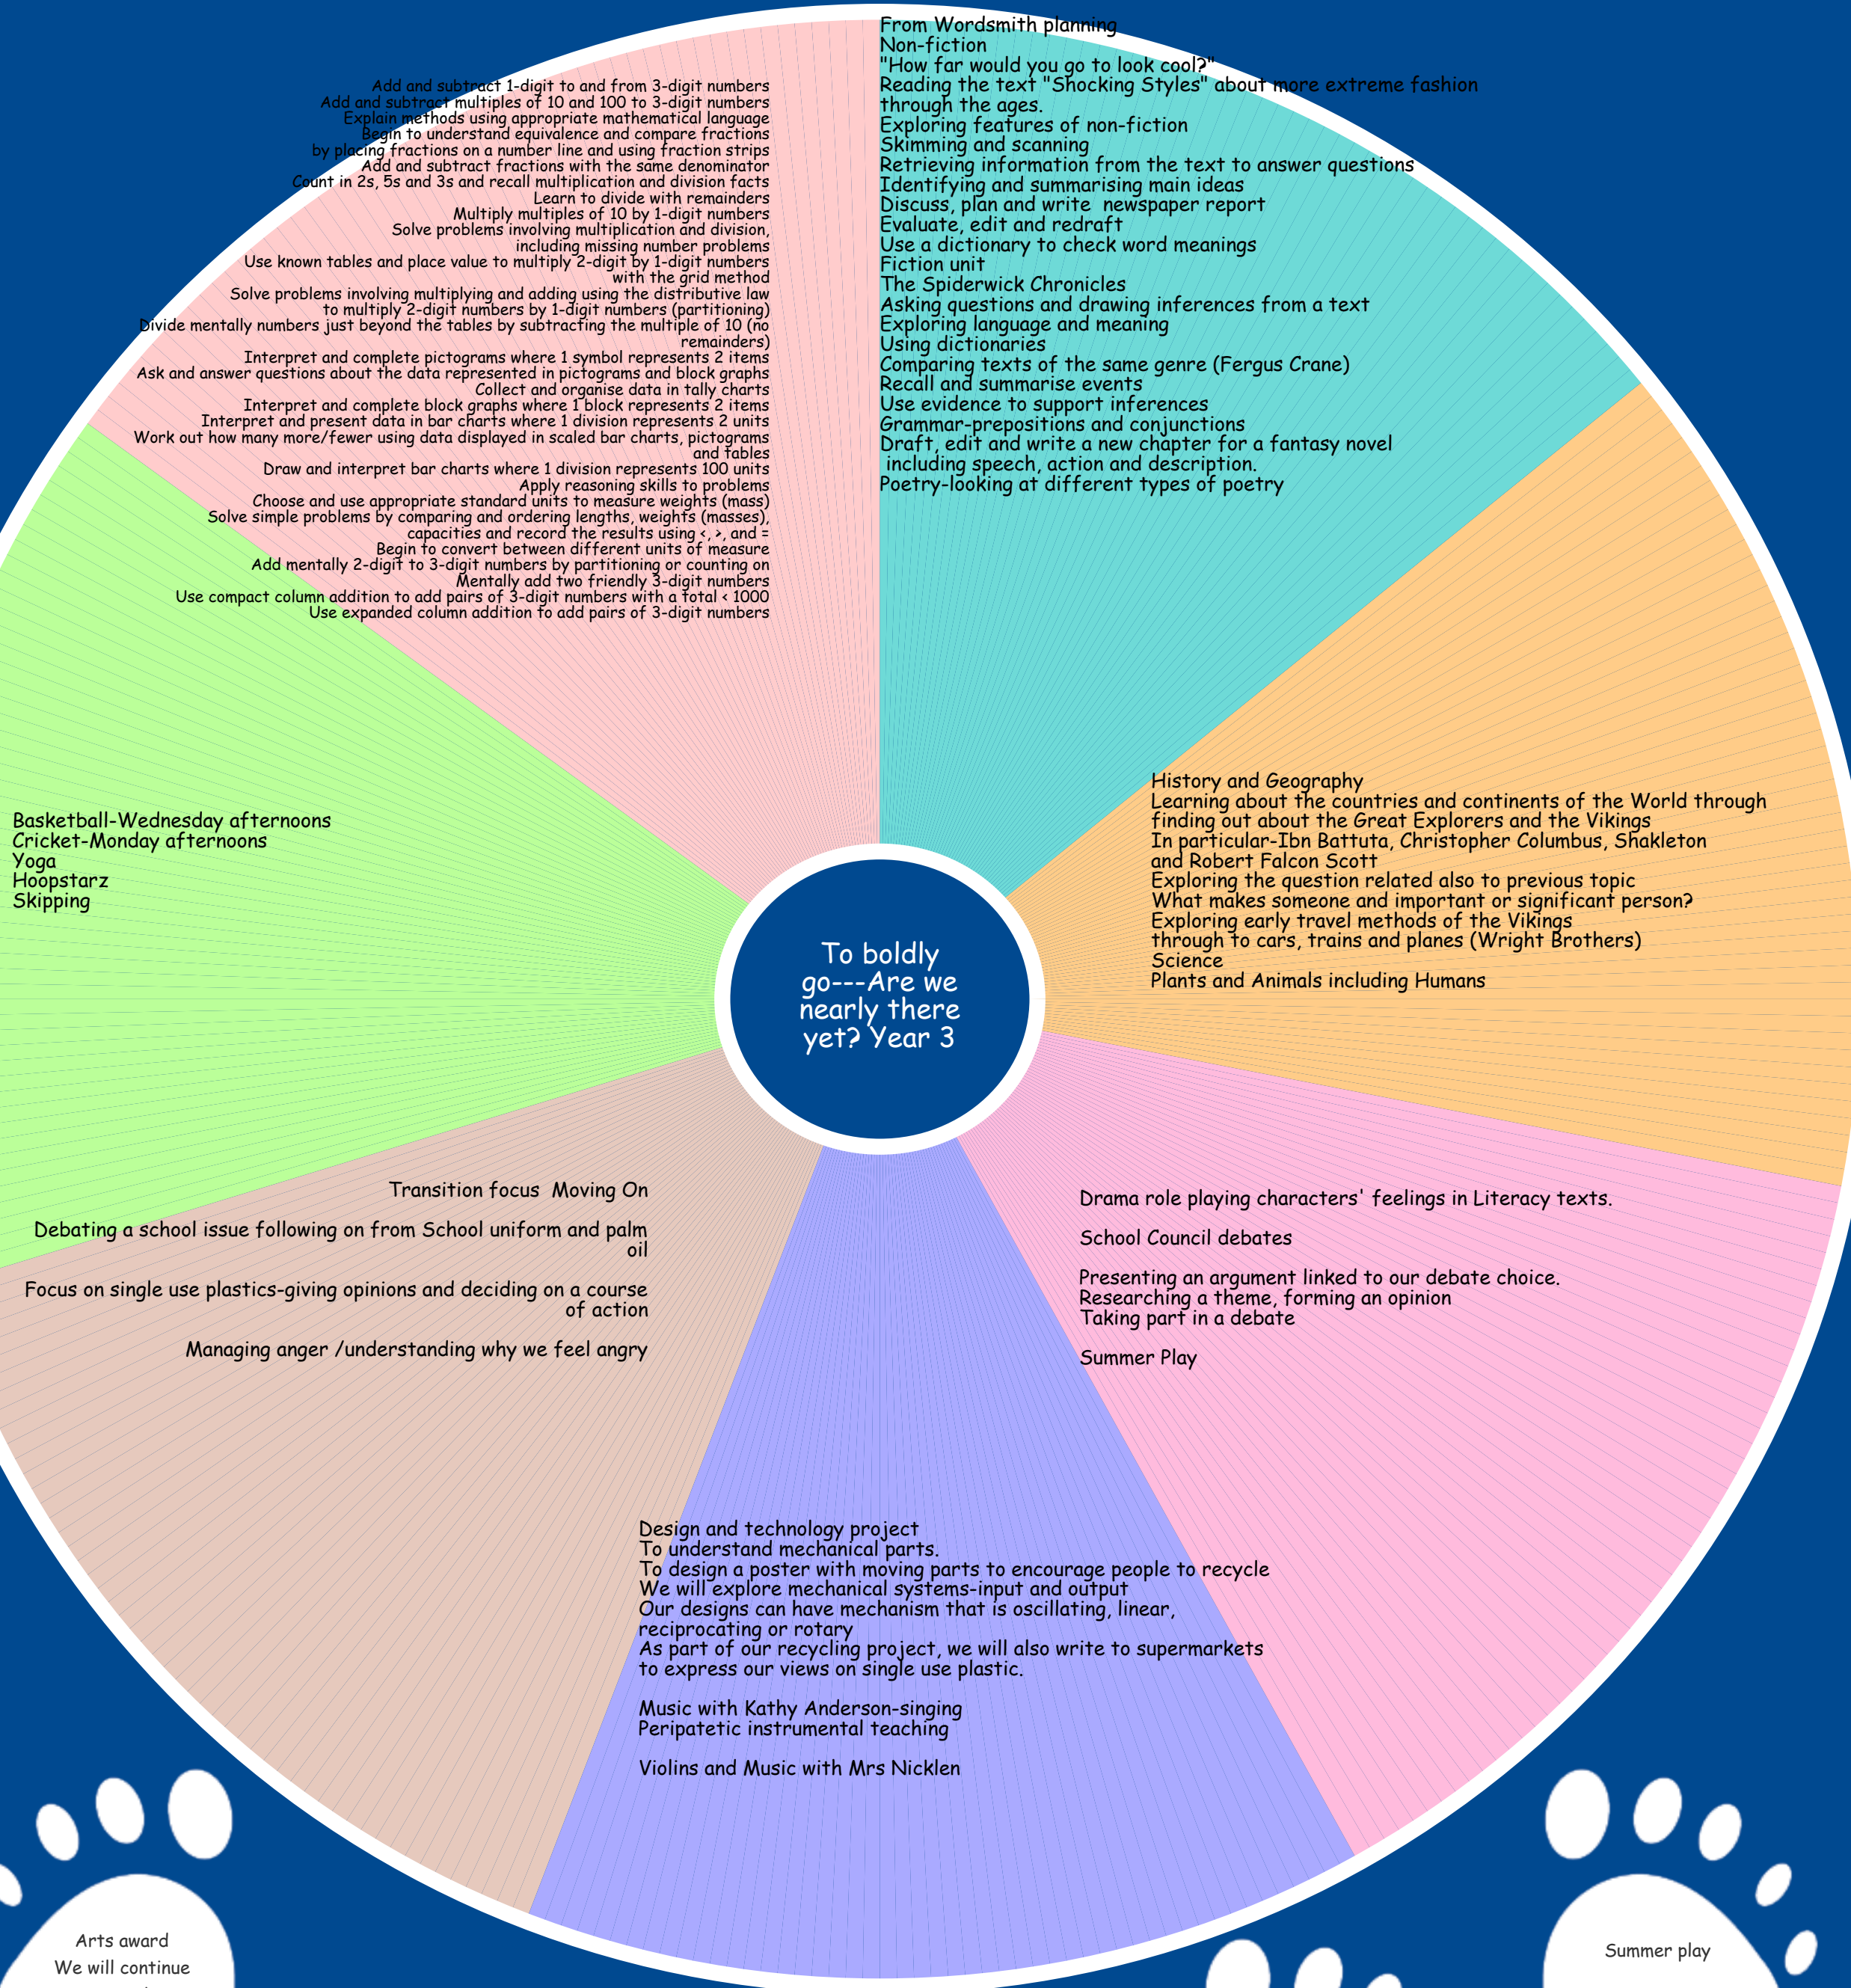 From Wordsmith planning
Non-fiction
"How far would you go to look cool?"
Reading the text "Shocking Styles" about more extreme fashion
through the ages.
Exploring features of non-fiction
Skimming and scanning
Retrieving information from the text to answer questions
Identifying and summarising main ideas
Discuss, plan and write  newspaper report
Evaluate, edit and redraft
Use a dictionary to check word meanings
Fiction unit
The Spiderwick Chronicles
Asking questions and drawing inferences from a text
Exploring language and meaning
Using dictionaries
Comparing texts of the same genre (Fergus Crane)
Recall and summarise events
Use evidence to support inferences
Grammar-prepositions and conjunctions
Draft, edit and write a new chapter for a fantasy novel
including speech, action and description.
Poetry-looking at different types of poetry
Add and subtract 1-digit to and from 3-digit numbers
Add and subtract multiples of 10 and 100 to 3-digit numbers
Explain methods using appropriate mathematical language
Begin to understand equivalence and compare fractions
by placing fractions on a number line and using fraction strips
Add and subtract fractions with the same denominator
Count in 2s, 5s and 3s and recall multiplication and division facts
Learn to divide with remainders
Multiply multiples of 10 by 1-digit numbers
Solve problems involving multiplication and division,
including missing number problems
Use known tables and place value to multiply 2-digit by 1-digit numbers
with the grid method
Solve problems involving multiplying and adding using the distributive law
to multiply 2-digit numbers by 1-digit numbers (partitioning)
Divide mentally numbers just beyond the tables by subtracting the multiple of 10 (no
remainders)
Interpret and complete pictograms where 1 symbol represents 2 items
Ask and answer questions about the data represented in pictograms and block graphs
Collect and organise data in tally charts
Interpret and complete block graphs where 1 block represents 2 items
Interpret and present data in bar charts where 1 division represents 2 units
Work out how many more/fewer using data displayed in scaled bar charts, pictograms
and tables
Draw and interpret bar charts where 1 division represents 100 units
Apply reasoning skills to problems
Choose and use appropriate standard units to measure weights (mass)
Solve simple problems by comparing and ordering lengths, weights (masses),
capacities and record the results using <, >, and =
Begin to convert between different units of measure
Add mentally 2-digit to 3-digit numbers by partitioning or counting on
Mentally add two friendly 3-digit numbers
Use compact column addition to add pairs of 3-digit numbers with a total < 1000
Use expanded column addition to add pairs of 3-digit numbers
History and Geography
Learning about the countries and continents of the World through
finding out about the Great Explorers and the Vikings
In particular-Ibn Battuta, Christopher Columbus, Shakleton
and Robert Falcon Scott
Exploring the question related also to previous topic
What makes someone and important or significant person?
Exploring early travel methods of the Vikings
through to cars, trains and planes (Wright Brothers)
Science
Plants and Animals including Humans
Basketball-Wednesday afternoons
Cricket-Monday afternoons
Yoga
Hoopstarz
Skipping
To boldly
go---Are we
nearly there
yet? Year 3
Transition focus  Moving On
Debating a school issue following on from School uniform and palm
oil
Focus on single use plastics-giving opinions and deciding on a course
of action
Managing anger /understanding why we feel angry
Drama role playing characters' feelings in Literacy texts.
School Council debates
Presenting an argument linked to our debate choice.
Researching a theme, forming an opinion
Taking part in a debate
Summer Play
Design and technology project
To understand mechanical parts.
To design a poster with moving parts to encourage people to recycle
We will explore mechanical systems-input and output
Our designs can have mechanism that is oscillating, linear,
reciprocating or rotary
As part of our recycling project, we will also write to supermarkets
to express our views on single use plastic.
Music with Kathy Anderson-singing
Peripatetic instrumental teaching
Violins and Music with Mrs Nicklen
Arts award
We will continue
Summer play